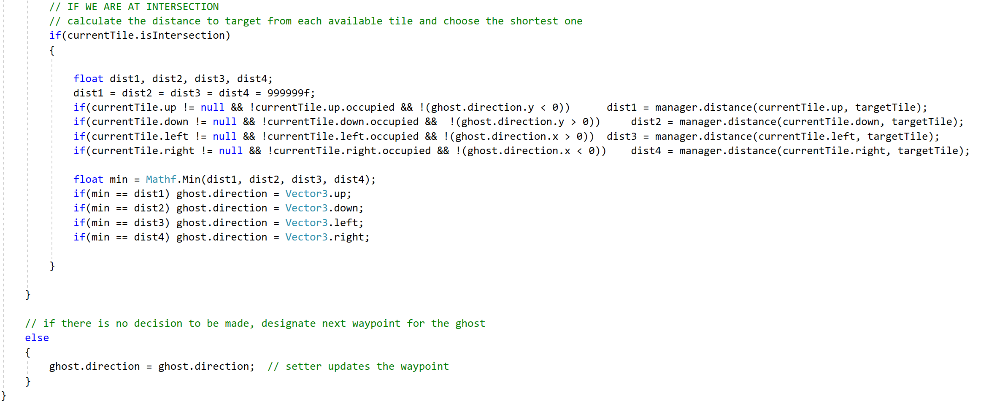 // IF WE ARE AT INTERSECTION
// calculate the distance to target from each available tile and choose the shortest one
if(currentTile.isIntersection)
{
float dist1, dist2, dist3, dist4;
dist1 = dist2 = dist3 = dist4 = 999999f;
if(currentTile.up != null && !currentTile.up.occupied && !(ghost.direction.y < 0))      dist1 = manager.distance(currentTile.up, targetTile);
if(currentTile.down != null && !currentTile.down.occupied &&  !(ghost.direction.y > 0))     dist2 = manager.distance(currentTile.down, targetTile);
if(currentTile.left != null && !currentTile.left.occupied && !(ghost.direction.x > 0))  dist3 = manager.distance(currentTile.left, targetTile);
if(currentTile.right != null && !currentTile.right.occupied && !(ghost.direction.x < 0))    dist4 = manager.distance(currentTile.right, targetTile);
float min = Mathf.Min(dist1, dist2, dist3, dist4);
if(min == dist1) ghost.direction = Vector3.up;
if(min == dist2) ghost.direction = Vector3.down;
if(min == dist3) ghost.direction = Vector3.left;
if(min == dist4) ghost.direction = Vector3.right;
}
}
// if there is no decision to be made, designate next waypoint for the ghost
else
{
ghost.direction = ghost.direction;  // setter updates the waypoint
}
}